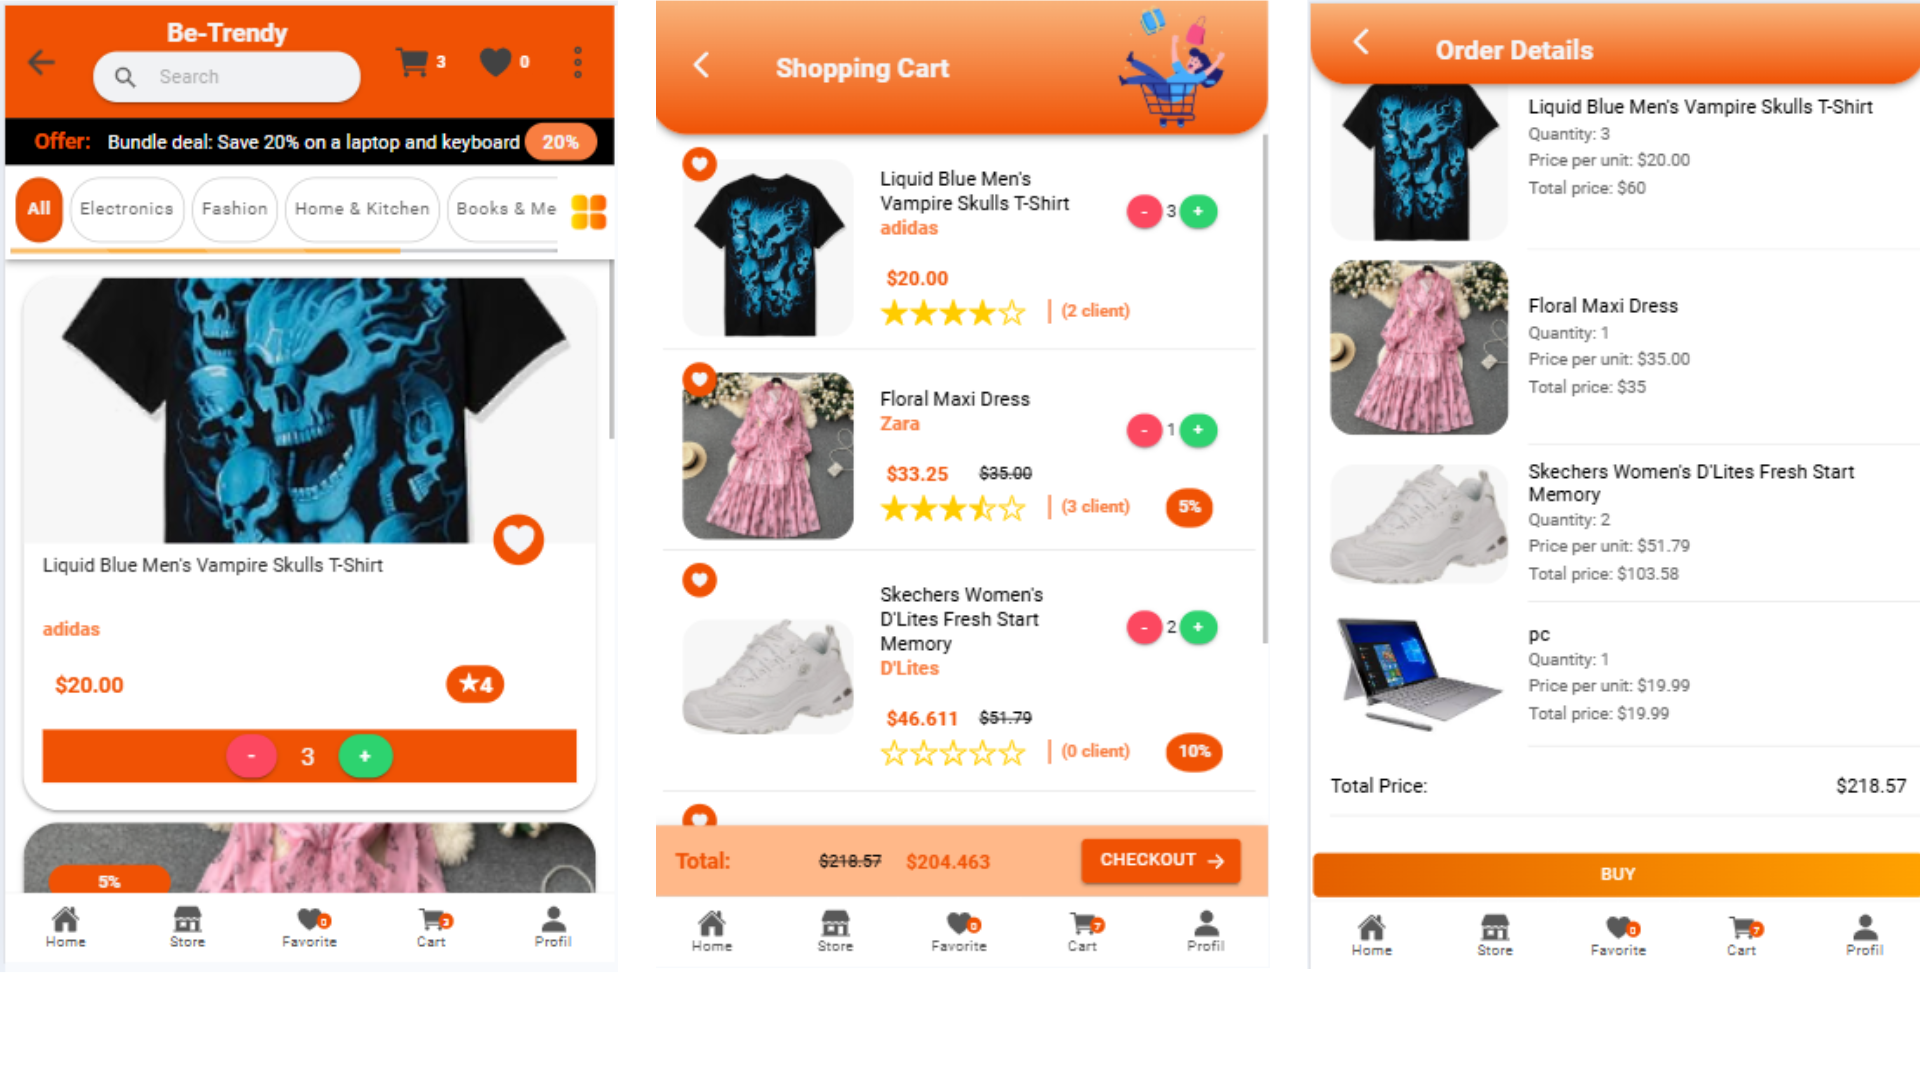 Be-Trendy
Search
3
0
Offer: Bundle deal: Save 20% on a laptop and keyboard 20%
All Electronics Fashion Home & Kitchen Books & Me
Liquid Blue Men's Vampire Skulls T-Shirt
adidas
$20.00 ★4
- 3 +
5%
0 3
Home Store Favorite Cart Profil
Shopping Cart
Liquid Blue Men's
Vampire Skulls T-Shirt
adidas
- 3 +
$20.00
| (2 client)
Floral Maxi Dress
Zara
- 1 +
$33.25 $35.00
| (3 client) 5%
Skechers Women's
D'Lites Fresh Start
Memory
D'Lites
- 2 +
$46.611 $51.79
| (0 client) 10%
Total: $218.57 $204.463 CHECKOUT →
0 7
Home Store Favorite Cart Profil
Order Details
Liquid Blue Men's Vampire Skulls T-Shirt
Quantity: 3
Price per unit: $20.00
Total price: $60
Floral Maxi Dress
Quantity: 1
Price per unit: $35.00
Total price: $35
Skechers Women's D'Lites Fresh Start
Memory
Quantity: 2
Price per unit: $51.79
Total price: $103.58
pc
Quantity: 1
Price per unit: $19.99
Total price: $19.99
Total Price: $218.57
BUY
0 7
Home Store Favorite Cart Profil